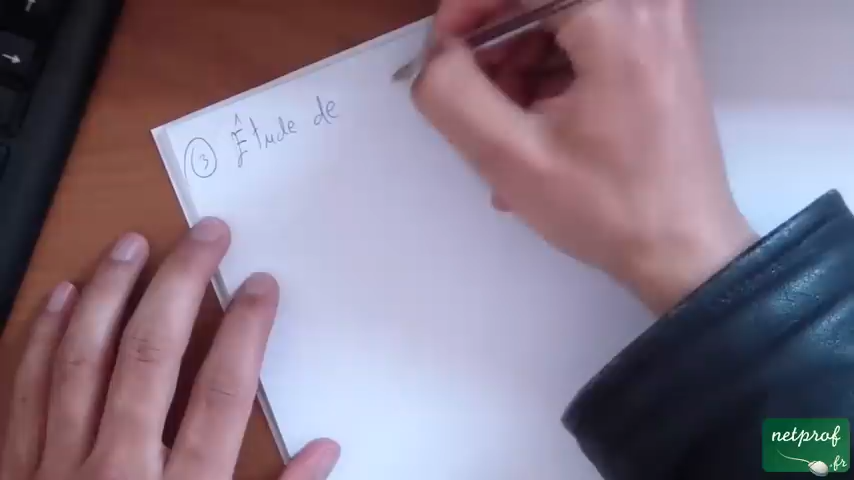 ③ Étude de
netprof
.fr